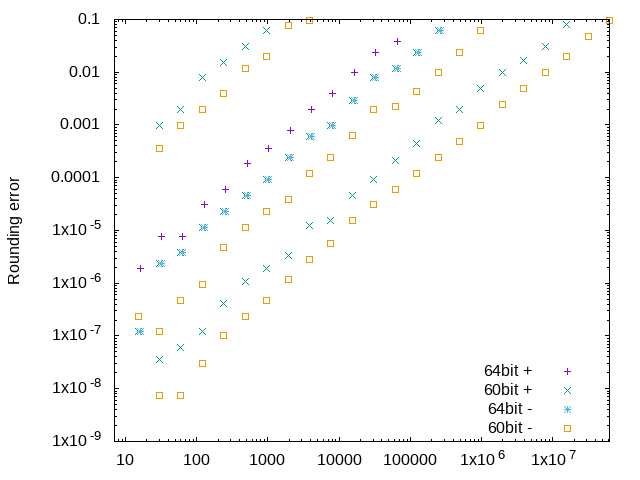 0.1
0.01
0.001
0.0001
1x10^-5
1x10^-6
1x10^-7
1x10^-8
1x10^-9
Rounding error
64bit +
60bit +
64bit -
60bit -
10 100 1000 10000 100000 1x10^6 1x10^7